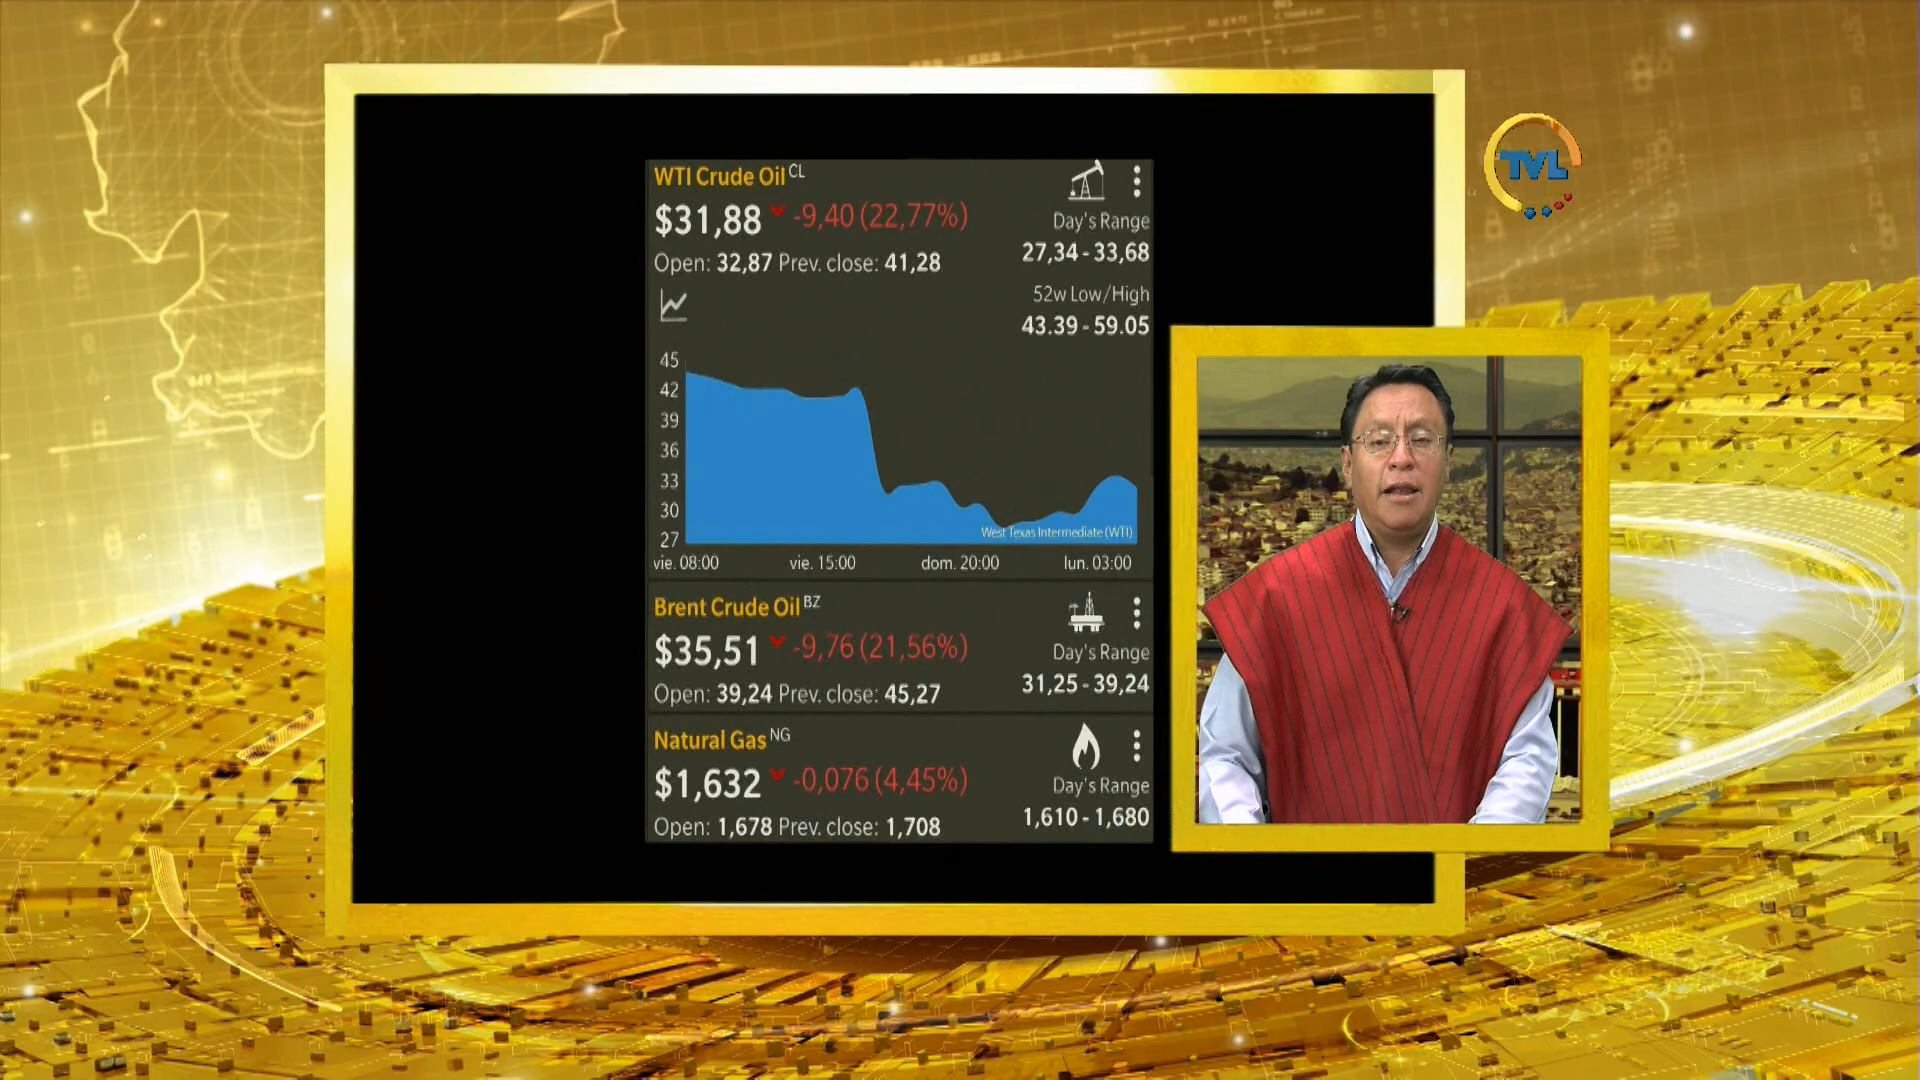 WTI Crude Oil CL
$31,88 -9,40 (22,77%)
Open: 32,87 Prev. close: 41,28
Day's Range
27,34 - 33,68
52w Low/High
43.39 - 59.05
45
42
39
36
33
30
27
West Texas Intermediate (WTI)
vie. 08:00 vie. 15:00 dom. 20:00 lun. 03:00
Brent Crude Oil BZ
$35,51 -9,76 (21,56%)
Open: 39,24 Prev. close: 45,27
Day's Range
31,25 - 39,24
Natural Gas NG
$1,632 -0,076 (4,45%)
Open: 1,678 Prev. close: 1,708
Day's Range
1,610 - 1,680
TVL